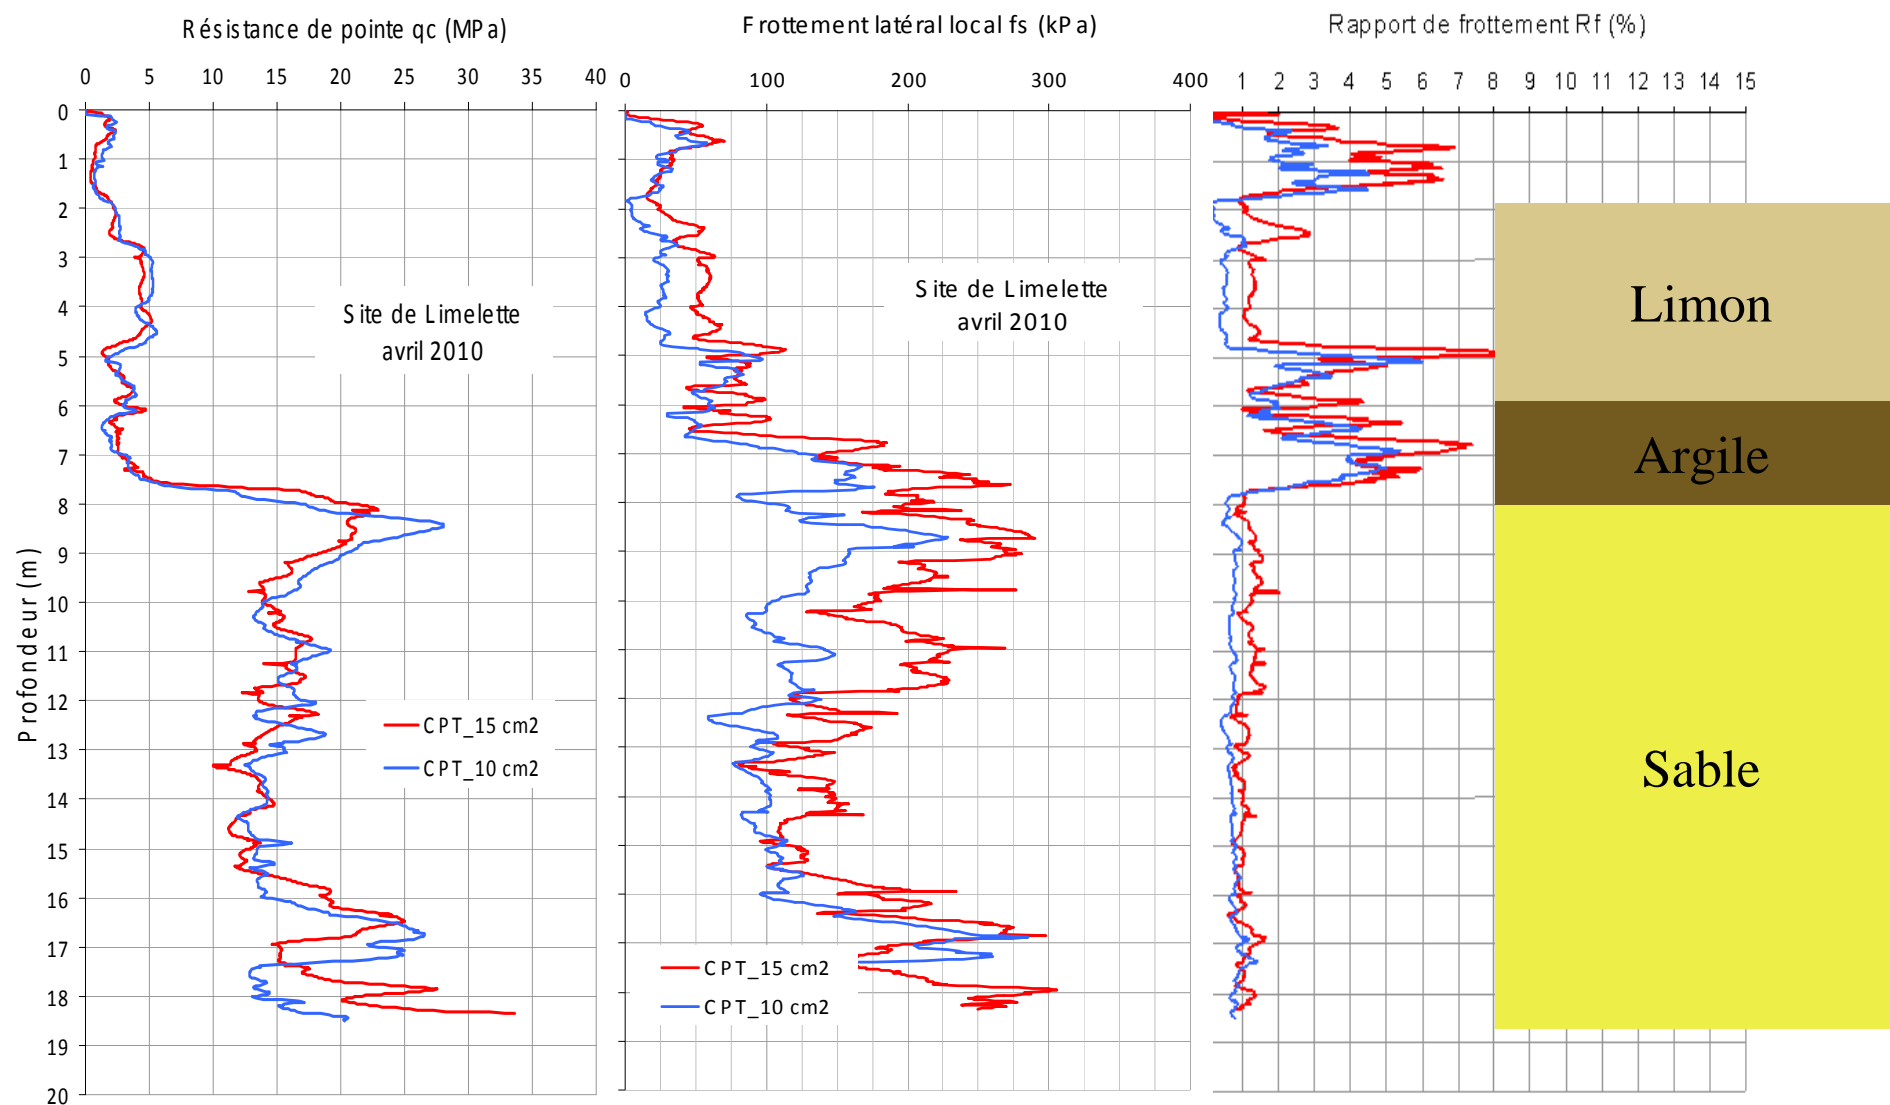 Résistance de pointe qc (MPa)
Frottement latéral local fs (kPa)
Rapport de frottement Rf (%)
0 5 10 15 20 25 30 35 40
0 100 200 300 400
1 2 3 4 5 6 7 8 9 10 11 12 13 14 15
0
1
2
3
4
5
6
7
8
9
10
11
12
13
14
15
16
17
18
19
20
Profondeur (m)
Site de Limelette
avril 2010
CPT_15 cm2
CPT_10 cm2
Site de Limelette
avril 2010
CPT_15 cm2
CPT_10 cm2
Limon
Argile
Sable